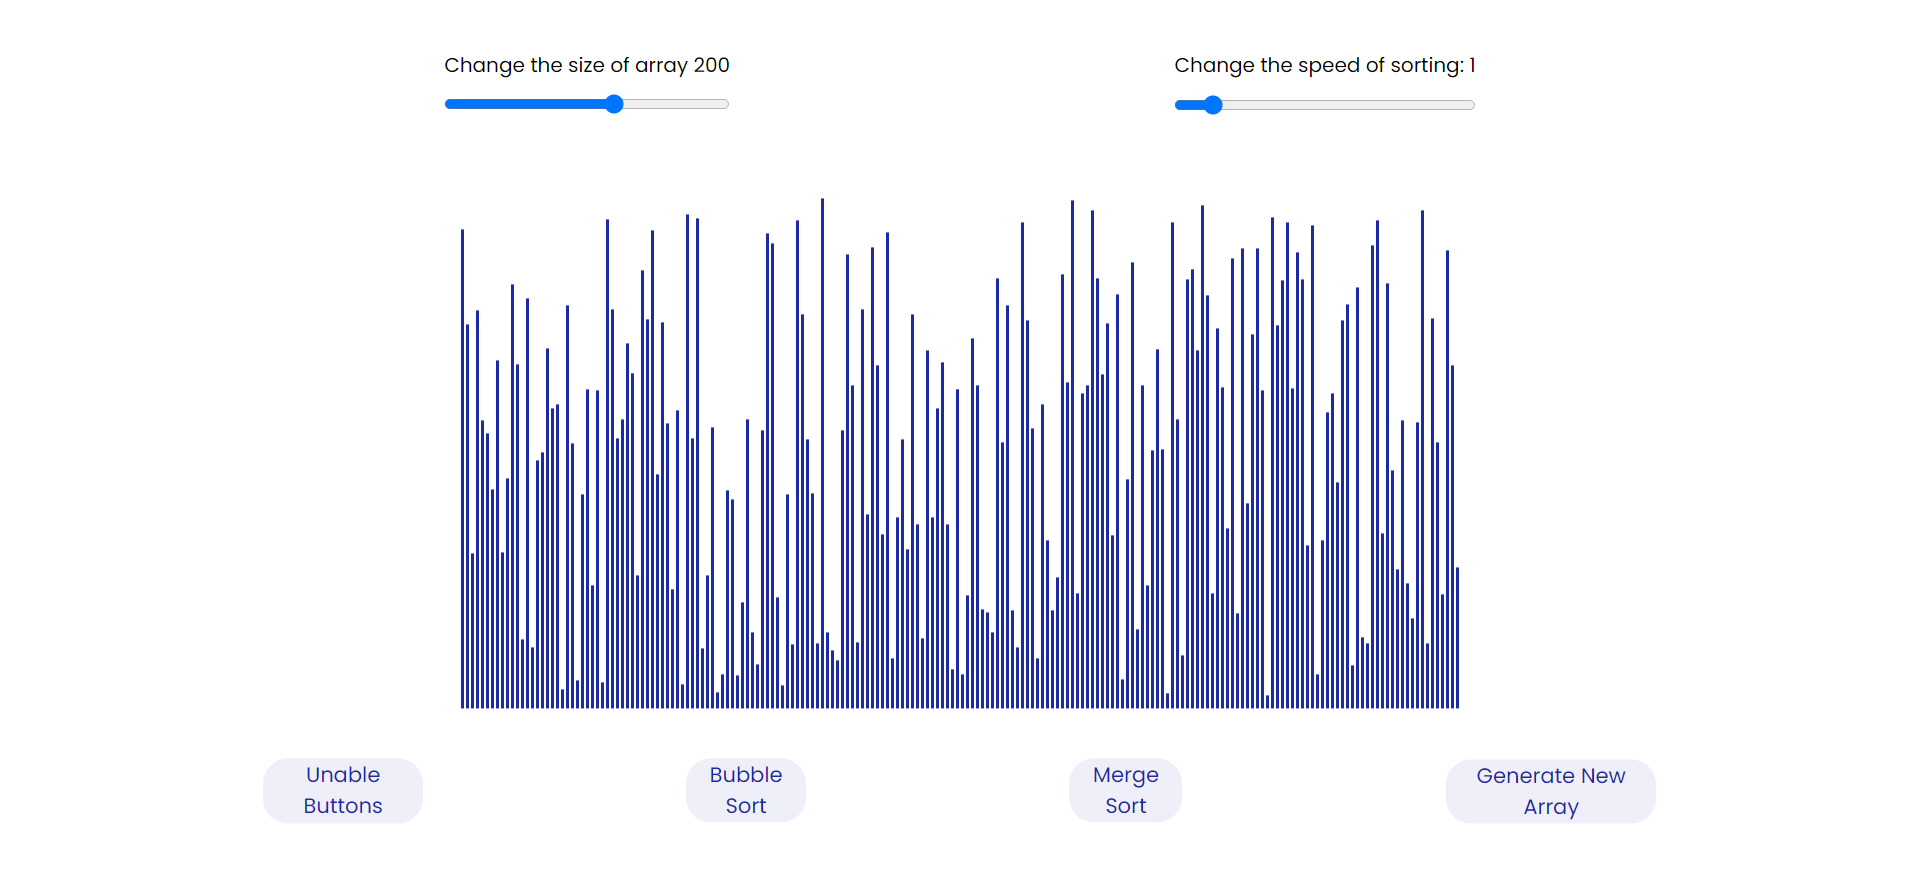 Change the size of array 200
Change the speed of sorting: 1
Unable
Buttons
Bubble
Sort
Merge
Sort
Generate New
Array